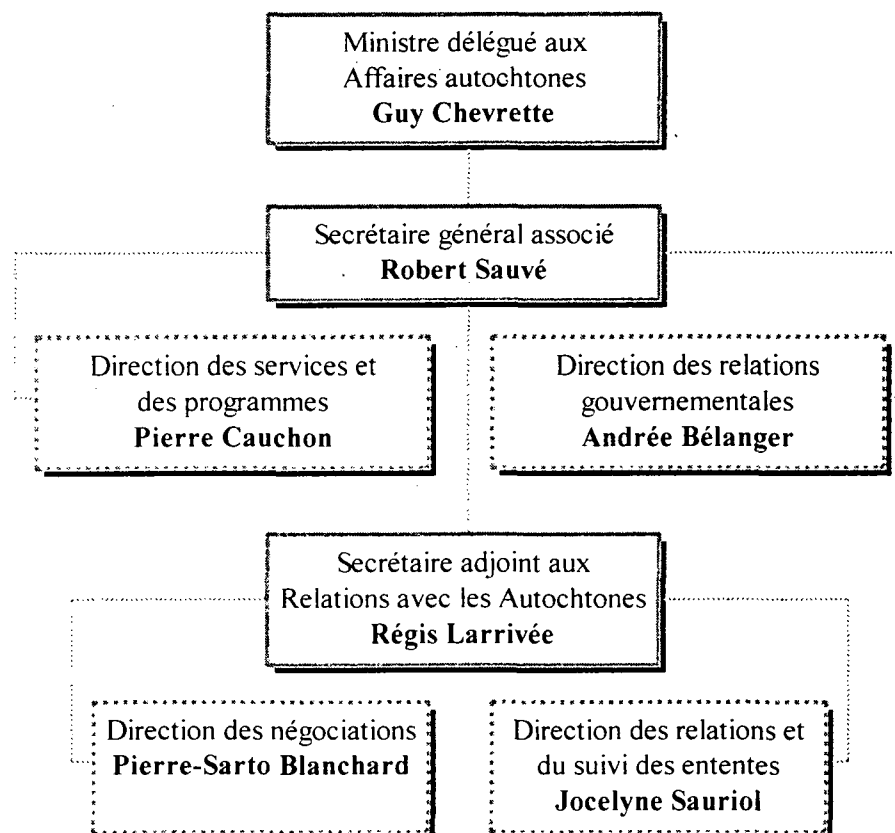 Ministre délégué aux
Affaires autochtones
Guy Chevrette
Secrétaire général associé
Robert Sauvé
Direction des services et
des programmes
Pierre Cauchon
Direction des relations
gouvernementales
Andrée Bélanger
Secrétaire adjoint aux
Relations avec les Autochtones
Régis Larrivée
Direction des négociations
Pierre-Sarto Blanchard
Direction des relations et
du suivi des ententes
Jocelyne Sauriol